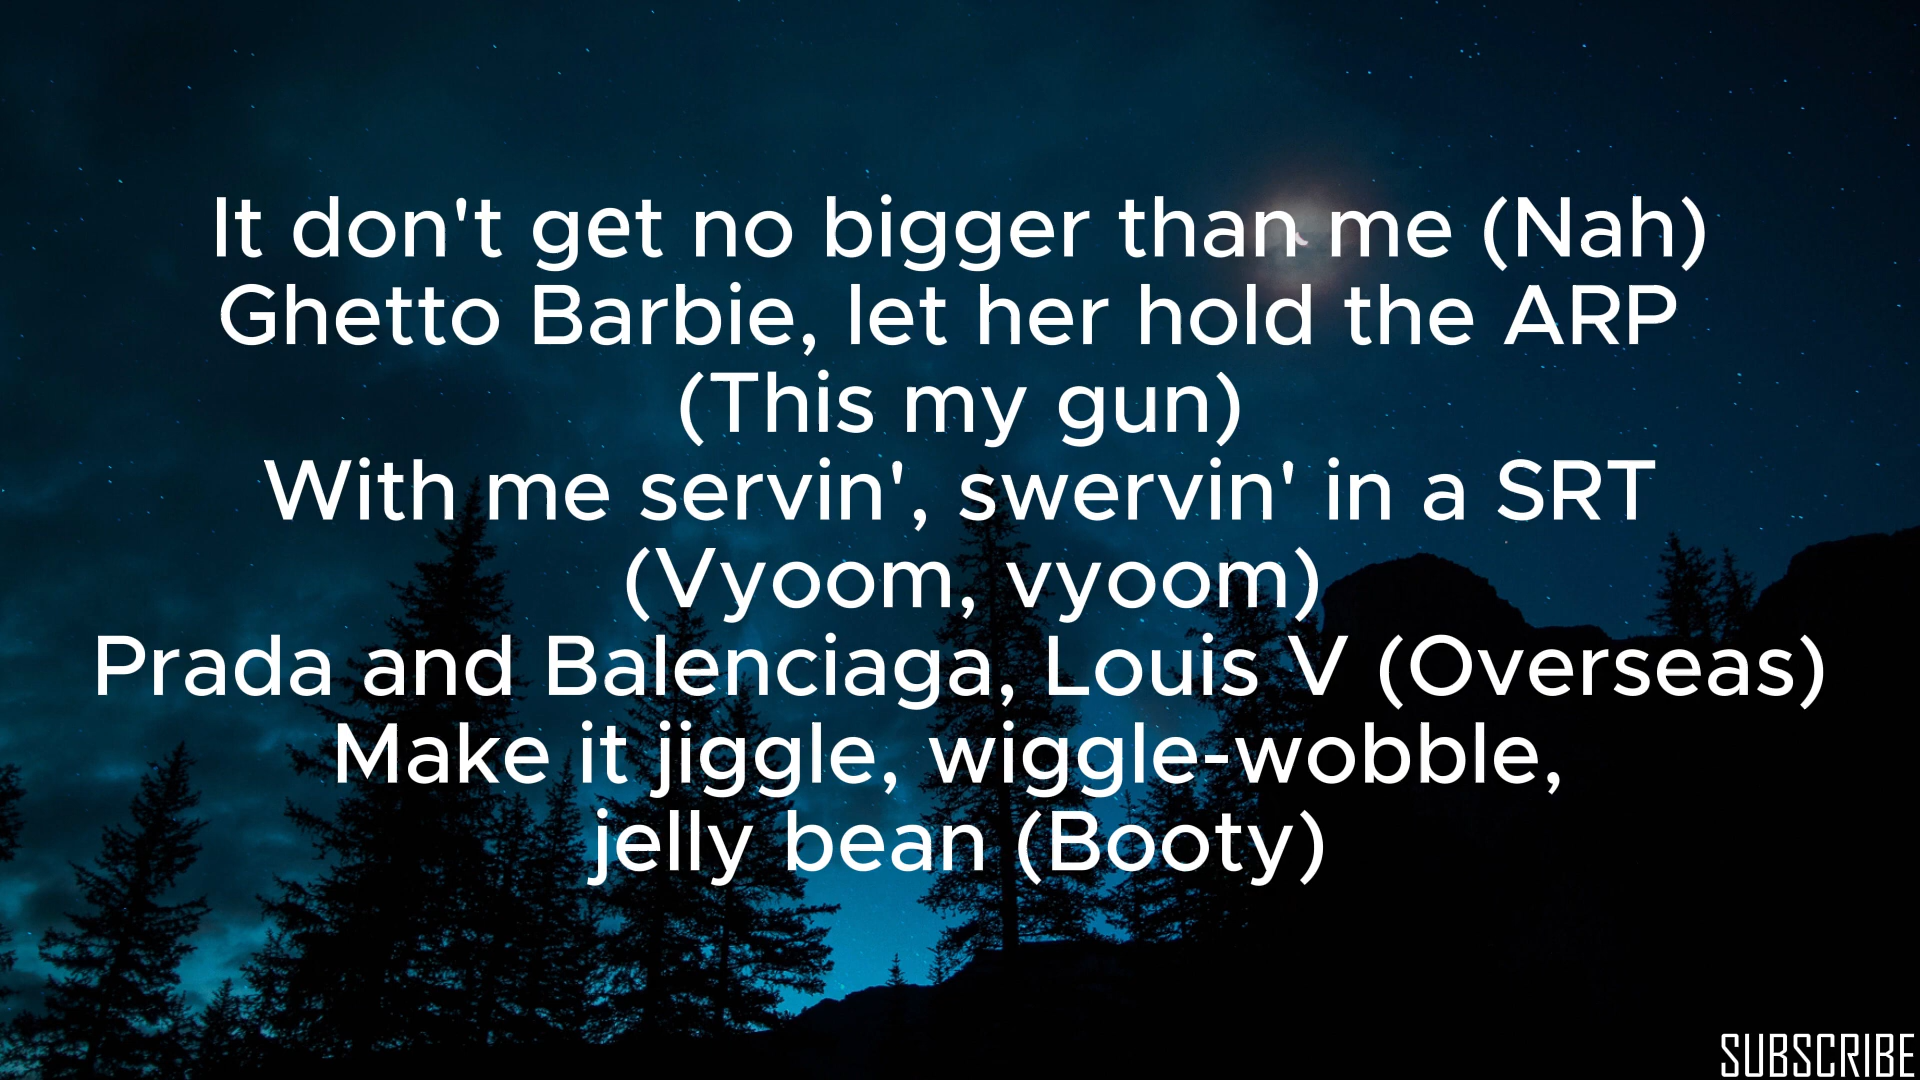 It don't get no bigger than me (Nah)
Ghetto Barbie, let her hold the ARP
(This my gun)
With me servin', swervin' in a SRT
(Vyoom, vyoom)
Prada and Balenciaga, Louis V (Overseas)
Make it jiggle, wiggle-wobble,
jelly bean (Booty)
SUBSCRIBE